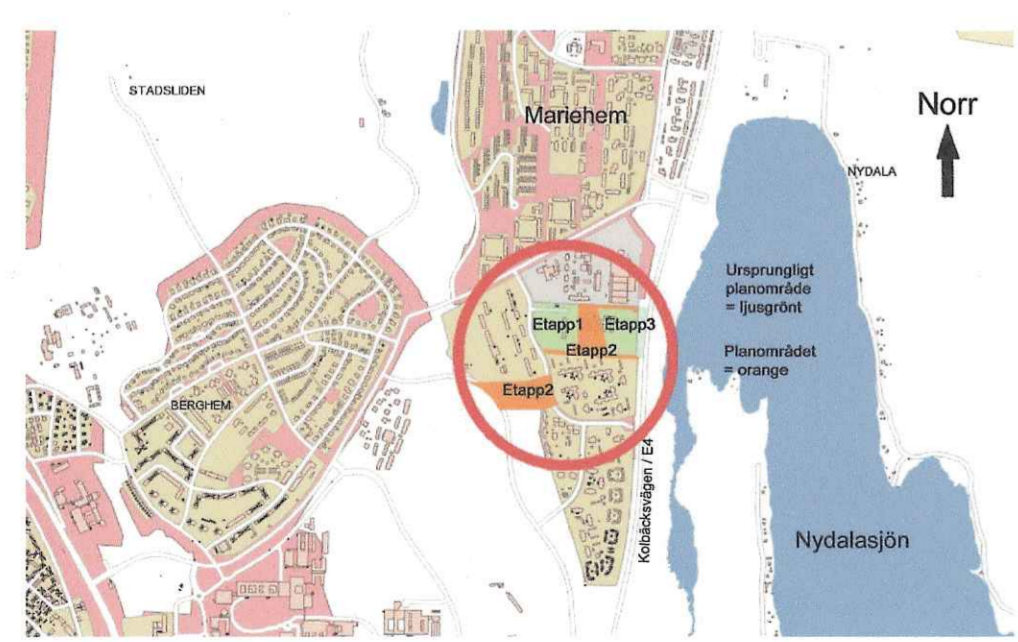 STADSLIDEN
Mariehem
Norr
NYDALA
Ursprungligt
planområde
= ljusgrönt
Etapp1
Etapp3
Etapp2
Planområdet
= orange
Etapp2
BERGHEM
Kolbäcksvägen / E4
Nydalasjön